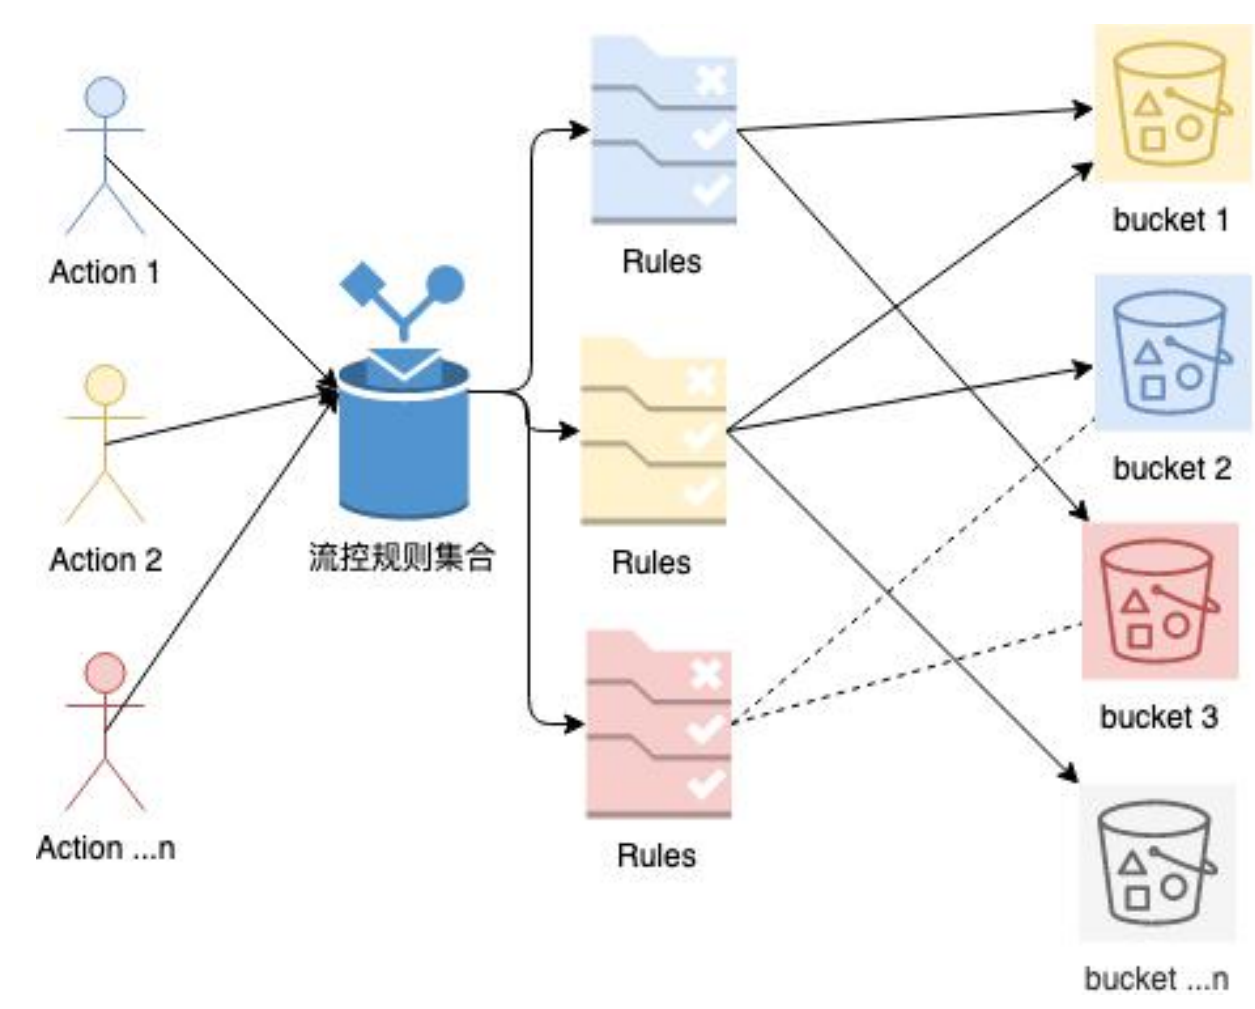 Action 1
Action 2
Action ...n
流控规则集合
Rules
Rules
Rules
bucket 1
bucket 2
bucket 3
bucket ...n